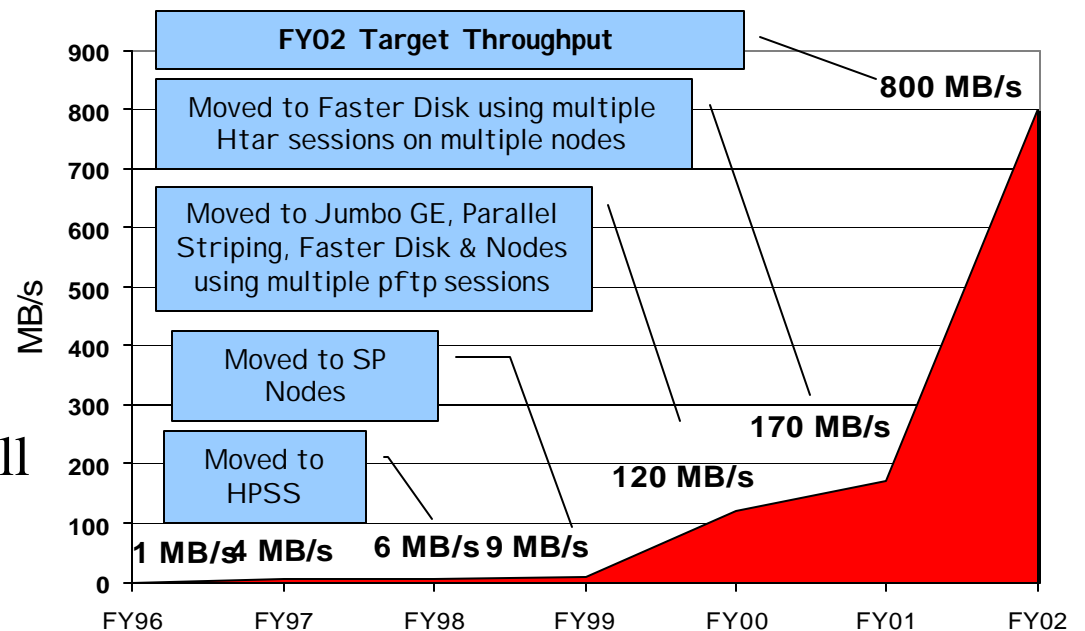 FY02 Target Throughput
900
800 MB/s
800
Moved to Faster Disk using multiple
Htar sessions on multiple nodes
700
Moved to Jumbo GE, Parallel
Striping, Faster Disk & Nodes
using multiple pftp sessions
600
500
MB/s
400
Moved to SP
Nodes
300
170 MB/s
ll
200
Moved to
HPSS
120 MB/s
100
1 MB/s
4 MB/s
6 MB/s
9 MB/s
0
FY96
FY97
FY98
FY99
FY00
FY01
FY02